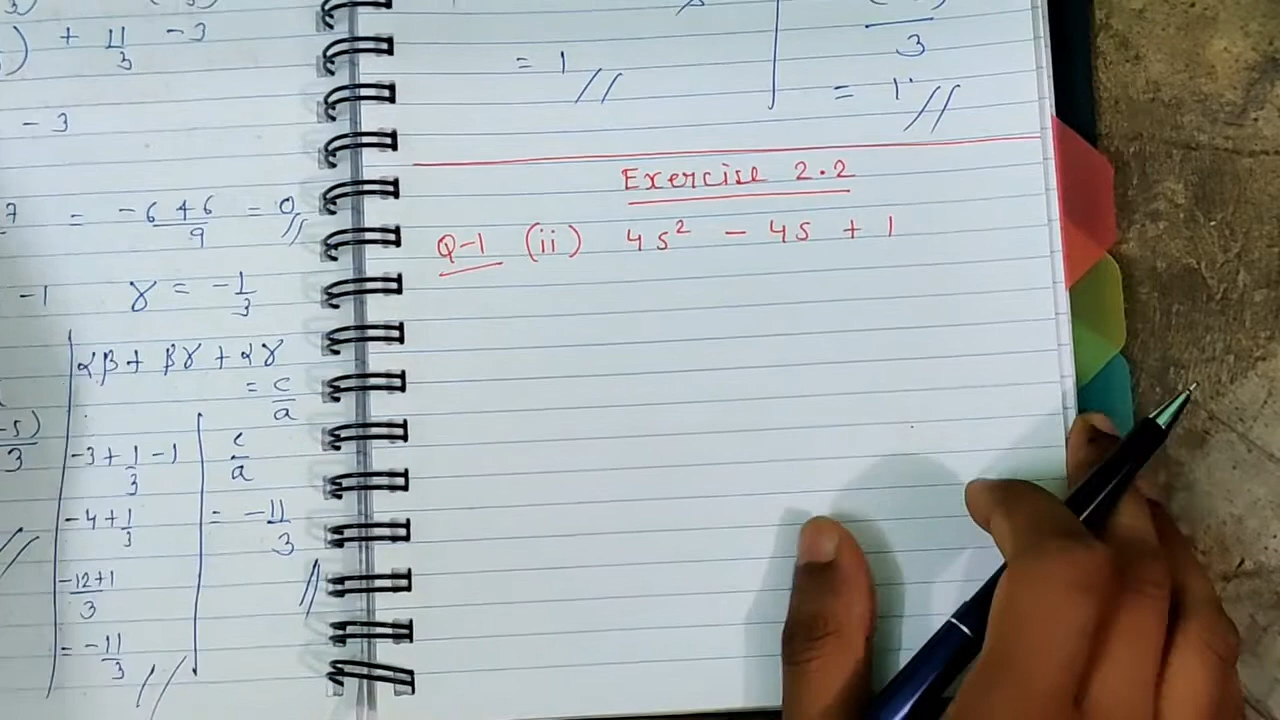 + 11/3 - 3
- 3
= -6+6/9 = 0 //
-1 γ = -1/3
αβ + βγ + αγ
= c/a
-3 + 1/3 - 1
-4 + 1/3
-12+1/3
= -11/3 //
c/a
= -11/3 //
= 1 //
3
= 1 //
Exercise 2.2
Q-1 (ii) 4s² - 4s + 1